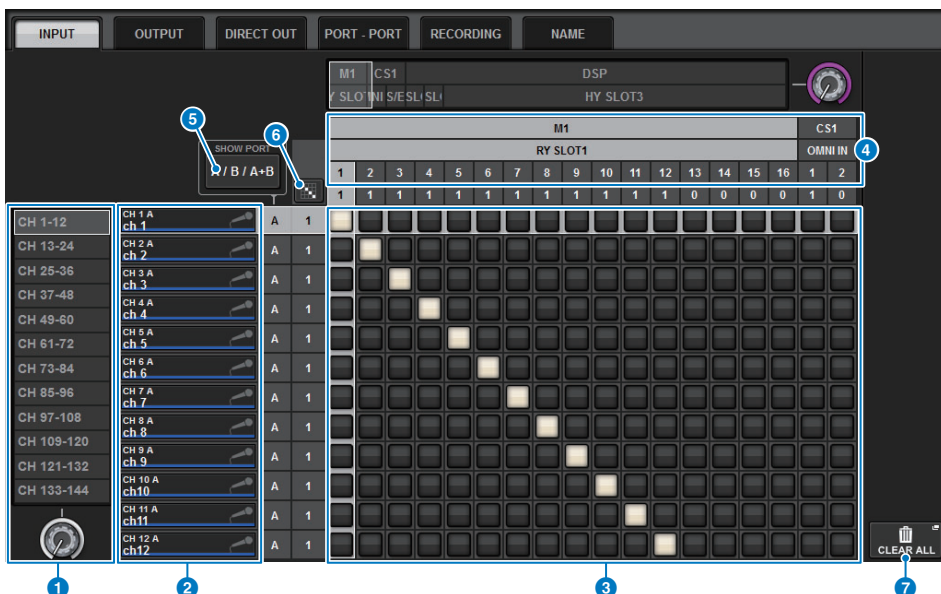 INPUT OUTPUT DIRECT OUT PORT - PORT RECORDING NAME
M1 CS1 DSP
HY SLOT3
5 6
M1 CS1
SHOW PORT RY SLOT1 OMNI IN 4
A / B / A+B
1 2 3 4 5 6 7 8 9 10 11 12 13 14 15 16 1 2
1 1 1 1 1 1 1 1 1 1 1 1 0 0 0 0 1 0
CH 1-12
CH 13-24
CH 25-36
CH 37-48
CH 49-60
CH 61-72
CH 73-84
CH 85-96
CH 97-108
CH 109-120
CH 121-132
CH 133-144
CH 1 A
ch 1 A 1
CH 2 A
ch 2 A 1
CH 3 A
ch 3 A 1
CH 4 A
ch 4 A 1
CH 5 A
ch 5 A 1
CH 6 A
ch 6 A 1
CH 7 A
ch 7 A 1
CH 8 A
ch 8 A 1
CH 9 A
ch 9 A 1
CH 10 A
ch10 A 1
CH 11 A
ch11 A 1
CH 12 A
ch12 A 1
CLEAR ALL
1 2 3 7